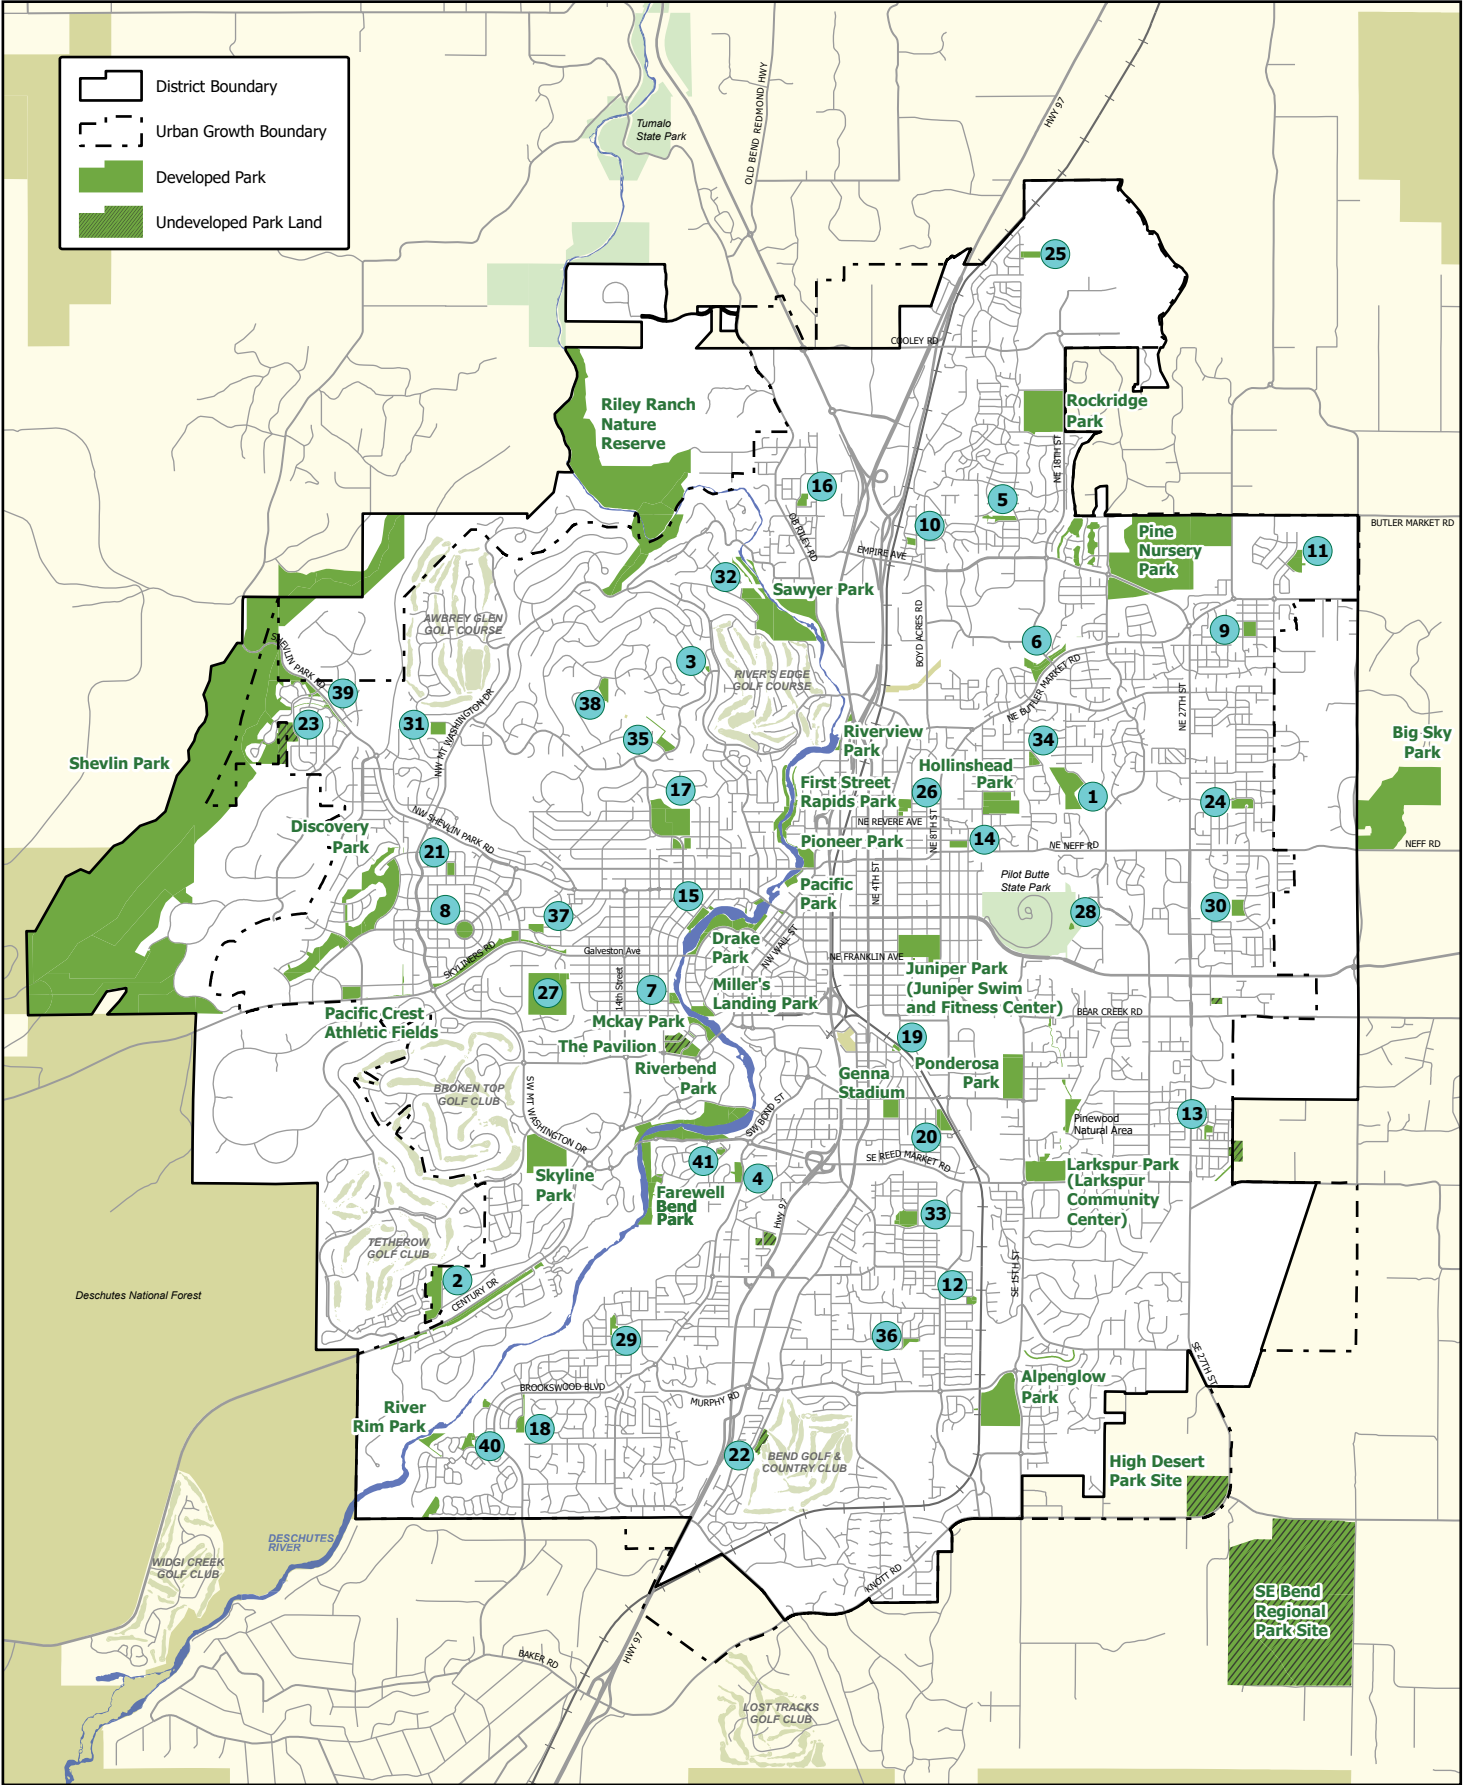 District Boundary
Urban Growth Boundary
Developed Park
Undeveloped Park Land
Tumalo
State Park
OLD BEND REDMOND HWY
HWY 97
25
COOLEY RD
Riley Ranch
Nature
Reserve
Rockridge
Park
NE 18TH ST
16
5
10
OB RILEY RD
EMPIRE AVE
BUTLER MARKET RD
Pine
Nursery
Park
11
32
Sawyer Park
AWBREY GLEN
GOLF COURSE
BOYD ACRES RD
6
9
SHEVLIN PARK RD
3
RIVER'S EDGE
GOLF COURSE
NE BUTLER MARKET RD
39
38
NW MT WASHINGTON DR
NE 27TH ST
23
31
35
Riverview
Park
34
Big Sky
Park
Shevlin Park
Hollinshead
Park
First Street
Rapids Park
17
26
1
24
NW SHEVLIN PARK RD
NE REVERE AVE
NE 8TH ST
Discovery
Park
Pioneer Park
14
NE NEFF RD
NEFF RD
21
NE 4TH ST
Pilot Butte
State Park
Pacific
Park
15
8
37
28
30
Drake
Park
NW WALL ST
SKYLINERS RD
Galveston Ave
NE FRANKLIN AVE
Juniper Park
(Juniper Swim
and Fitness Center)
14th Street
27
7
Miller's
Landing Park
Pacific Crest
Athletic Fields
Mckay Park
BEAR CREEK RD
The Pavilion
19
Riverbend
Park
Genna
Stadium
Ponderosa
Park
BROKEN TOP
GOLF CLUB
SW MT WASHINGTON DR
SW BOND ST
Pinewood
Natural Area
13
20
SE REED MARKET RD
41
4
Skyline
Park
Farewell
Bend
Park
Larkspur Park
(Larkspur
Community
Center)
Hwy 97
33
TETHEROW
GOLF CLUB
SE 15TH ST
2
CENTURY DR
12
Deschutes National Forest
29
36
SE 27TH ST
BROOKSWOOD BLVD
MURPHY RD
Alpenglow
Park
River
Rim Park
18
40
22
BEND GOLF &
COUNTRY CLUB
High Desert
Park Site
DESCHUTES
RIVER
WIDGI CREEK
GOLF CLUB
KNOTT RD
SE Bend
Regional
Park Site
BAKER RD
HWY 97
LOST TRACKS
GOLF CLUB